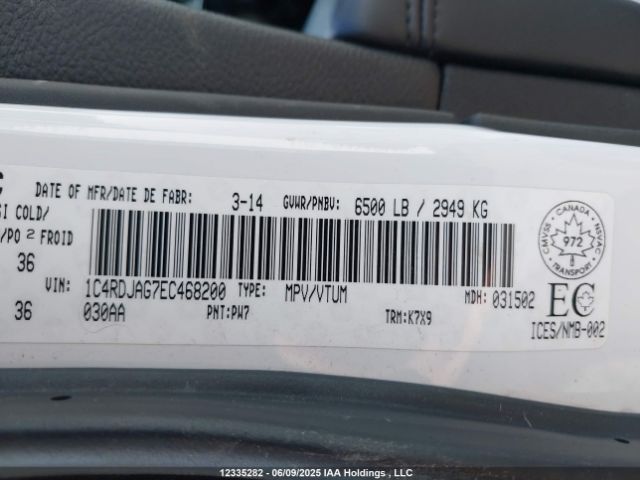 DATE OF MFR/DATE DE FABR: 3-14 GVWR/PNBV: 6500 LB / 2949 KG
SI COLD/
/PO 2 FROID
36
VIN: 1C4RDJAG7EC468200 TYPE: MPV/VTUM MDH: 031502
36 030AA PNT:PW7 TRM:K7X9
CANADA
CMVSS 972 NSVAC
TRANSPORT
EC
ICES/NMB-002
12335282 - 06/09/2025 IAA Holdings , LLC